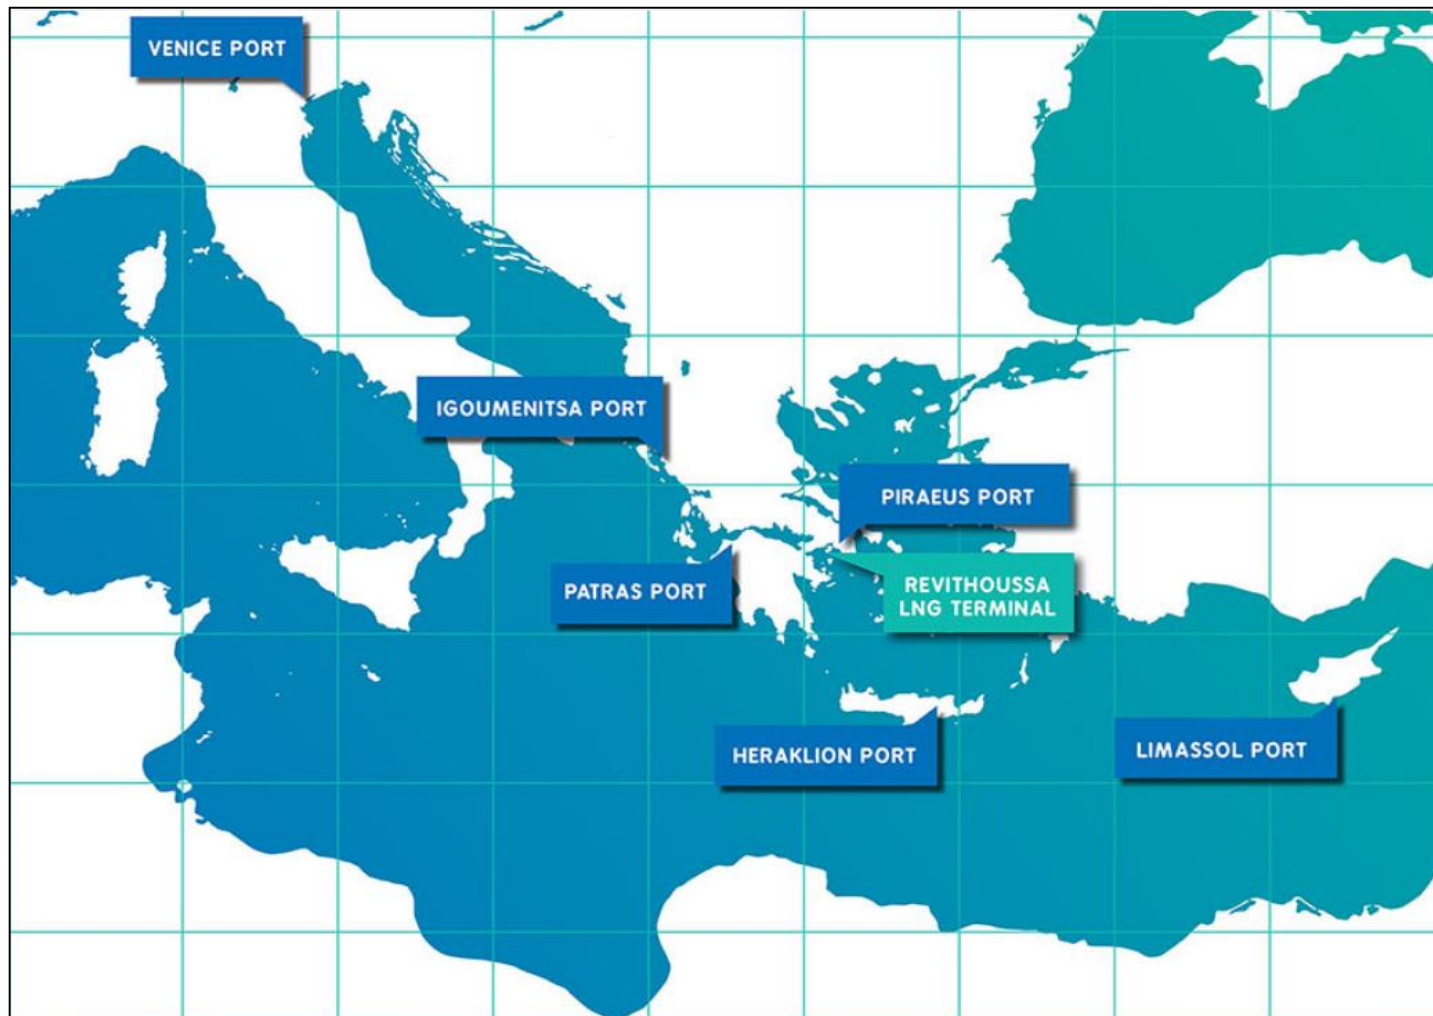 VENICE PORT
IGOUMENITSA PORT
PIRAEUS PORT
PATRAS PORT
REVITHOUSSA
LNG TERMINAL
HERAKLION PORT
LIMASSOL PORT